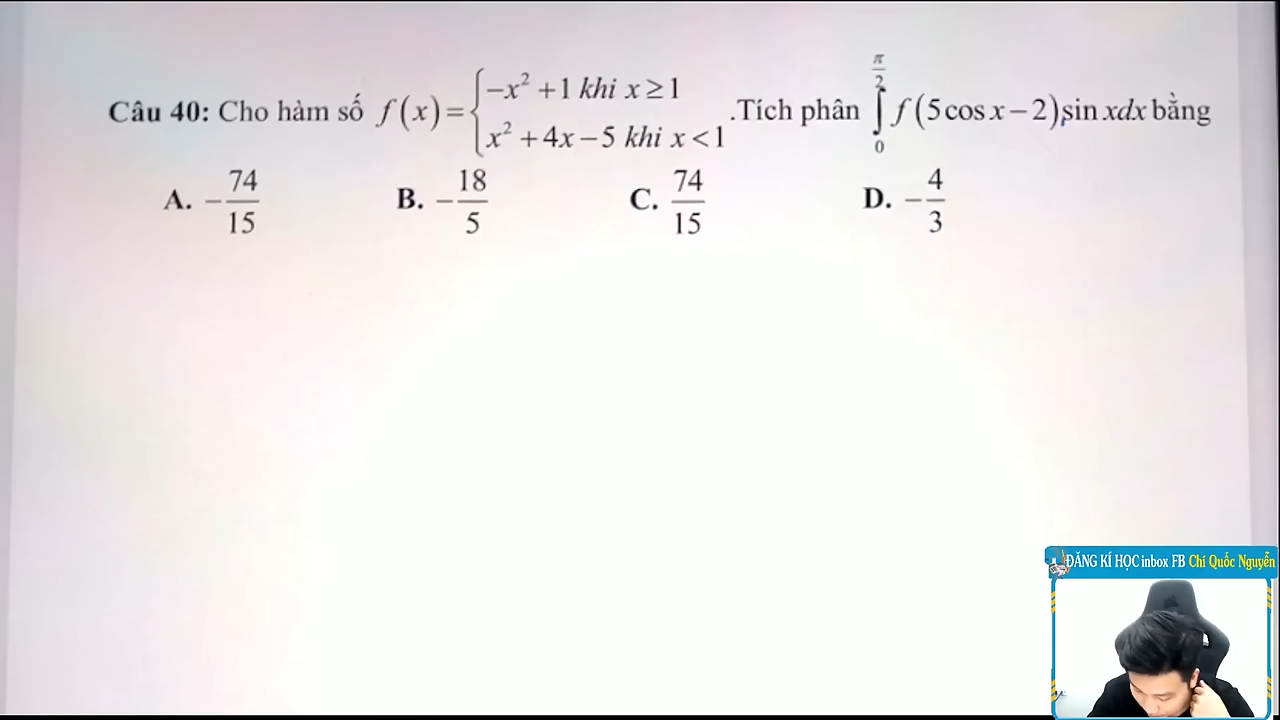 Câu 40: Cho hàm số f(x) = { −x² + 1 khi x ≥ 1 ; x² + 4x − 5 khi x < 1 .Tích phân ∫₀^(π/2) f(5cos x − 2)sin xdx bằng
A. −74/15 B. −18/5 C. 74/15 D. −4/3
ĐĂNG KÍ HỌC inbox FB Chí Quốc Nguyễn